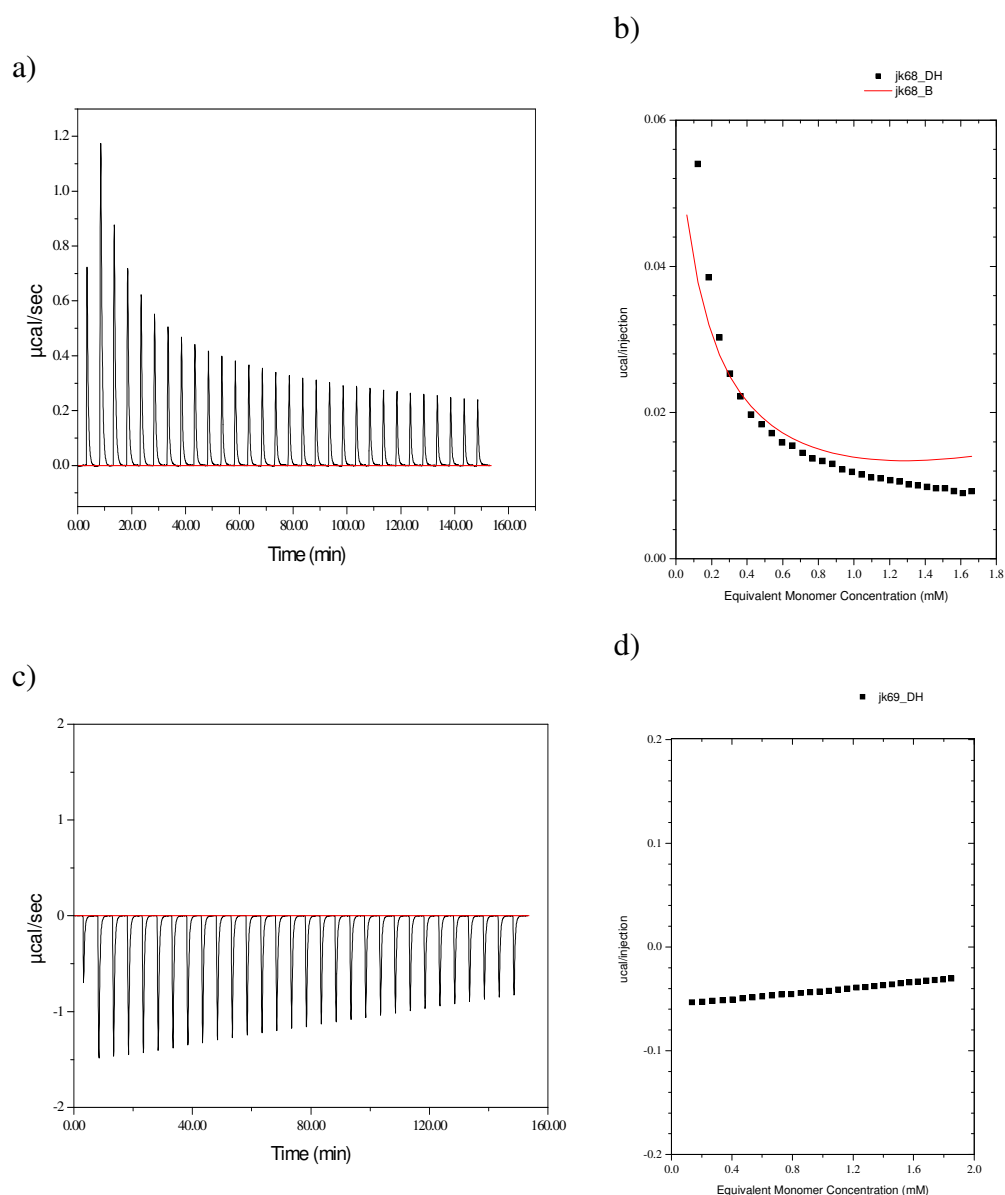 a)
1.2
1.0
0.8
0.6
0.4
0.2
0.0
µcal/sec
0.00 20.00 40.00 60.00 80.00 100.00 120.00 140.00 160.00
Time (min)
b)
jk68_DH
jk68_B
0.06
0.04
0.02
0.00
ucal/injection
0.0 0.2 0.4 0.6 0.8 1.0 1.2 1.4 1.6 1.8
Equivalent Monomer Concentration (mM)
c)
2
1
0
-1
-2
µcal/sec
0.00 40.00 80.00 120.00 160.00
Time (min)
d)
jk69_DH
0.2
0.1
0.0
-0.1
-0.2
ucal/injection
0.0 0.4 0.8 1.2 1.6 2.0
Equivalent Monomer Concentration (mM)